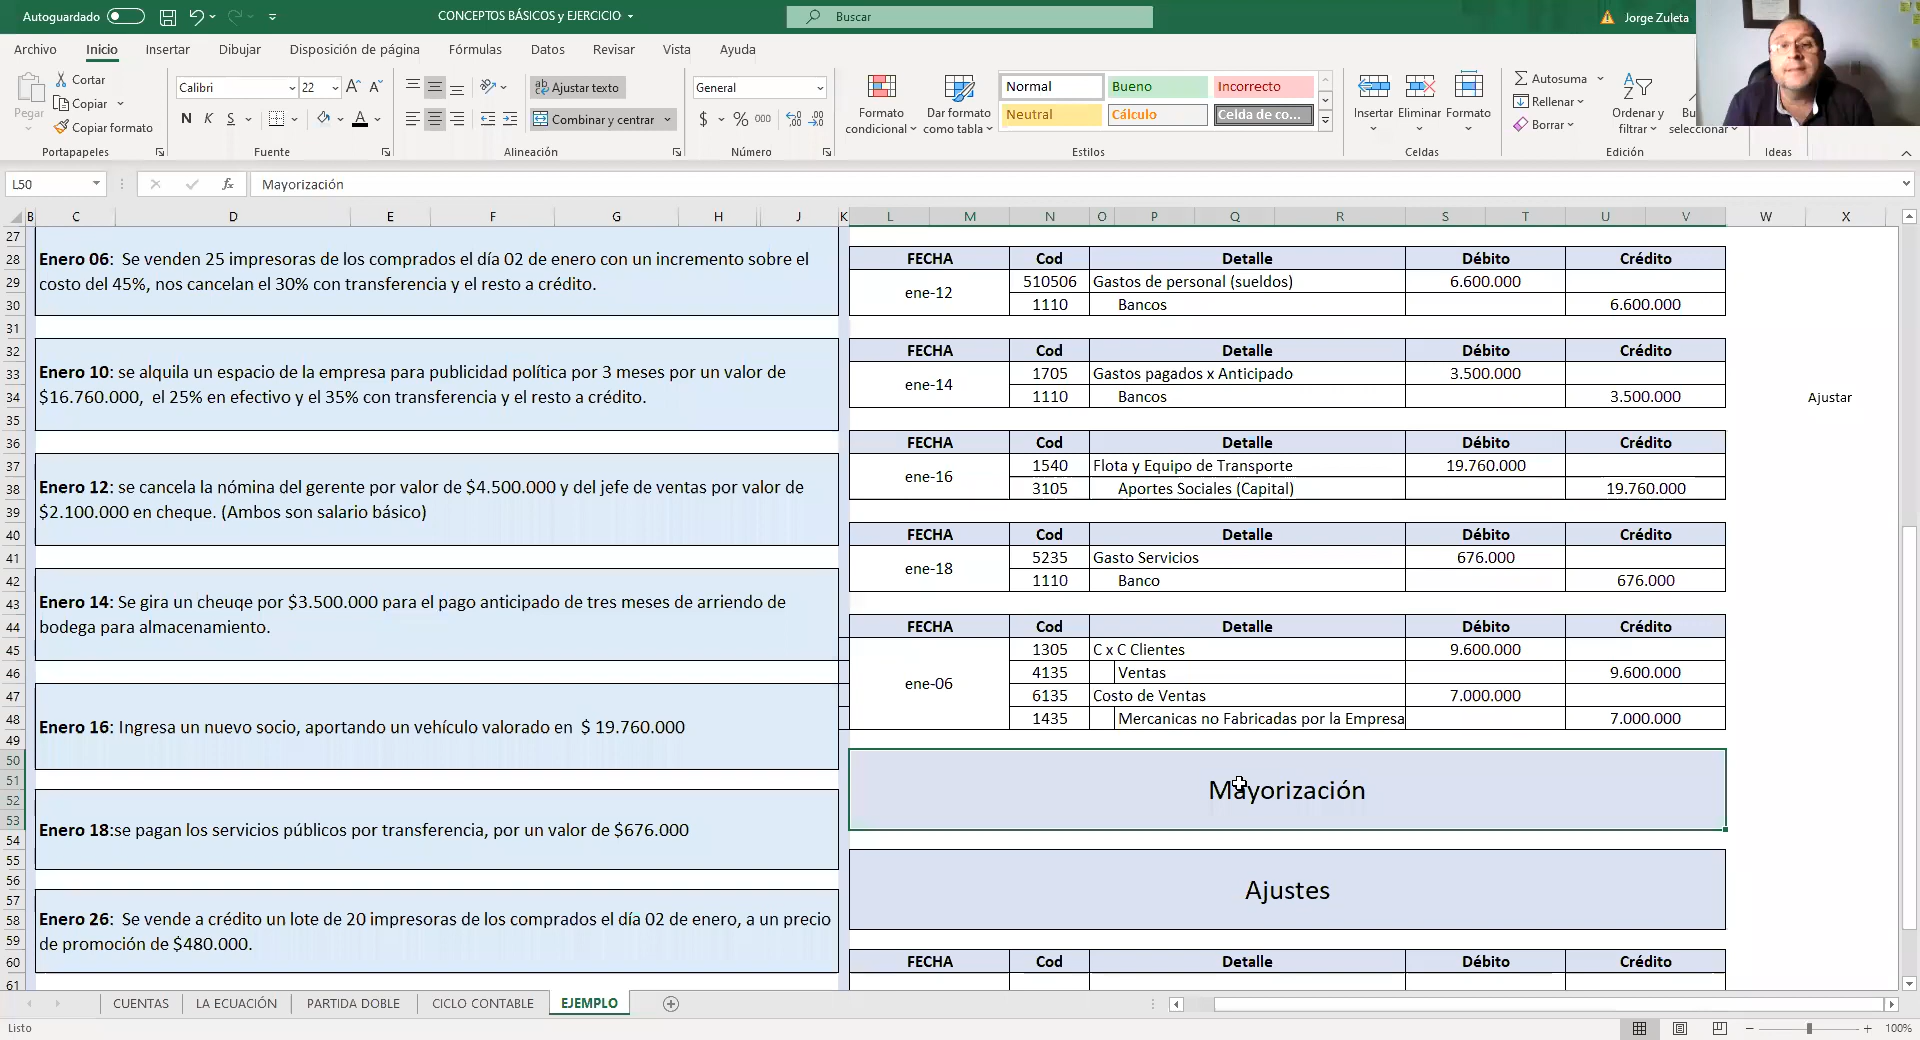 Autoguardado
CONCEPTOS BÁSICOS y EJERCICIO
Buscar
Jorge Zuleta
Archivo Inicio Insertar Dibujar Disposición de página Fórmulas Datos Revisar Vista Ayuda
Pegar
Cortar
Copiar
Copiar formato
Portapapeles
Calibri 22
N K S
Fuente
Ajustar texto
Combinar y centrar
Alineación
General
$ % 000
Número
Formato condicional
Dar formato como tabla
Normal Bueno Incorrecto
Neutral Cálculo Celda de co...
Estilos
Insertar Eliminar Formato
Celdas
Autosuma
Rellenar
Borrar
Ordenar y filtrar
Bu
seleccionar
Edición
Ideas
L50
fx
Mayorización
B C D E F G H J K L M N O P Q R S T U V W X
27
28
29
30
31
32
33
34
35
36
37
38
39
40
41
42
43
44
45
46
47
48
49
50
51
52
53
54
55
56
57
58
59
60
61
Enero 06: Se venden 25 impresoras de los comprados el día 02 de enero con un incremento sobre el
costo del 45%, nos cancelan el 30% con transferencia y el resto a crédito.
Enero 10: se alquila un espacio de la empresa para publicidad política por 3 meses por un valor de
$16.760.000, el 25% en efectivo y el 35% con transferencia y el resto a crédito.
Enero 12: se cancela la nómina del gerente por valor de $4.500.000 y del jefe de ventas por valor de
$2.100.000 en cheque. (Ambos son salario básico)
Enero 14: Se gira un cheuqe por $3.500.000 para el pago anticipado de tres meses de arriendo de
bodega para almacenamiento.
Enero 16: Ingresa un nuevo socio, aportando un vehículo valorado en $ 19.760.000
Enero 18:se pagan los servicios públicos por transferencia, por un valor de $676.000
Enero 26: Se vende a crédito un lote de 20 impresoras de los comprados el día 02 de enero, a un precio
de promoción de $480.000.
FECHA Cod Detalle Débito Crédito
ene-12
510506 Gastos de personal (sueldos) 6.600.000
1110 Bancos 6.600.000
FECHA Cod Detalle Débito Crédito
ene-14
1705 Gastos pagados x Anticipado 3.500.000
1110 Bancos 3.500.000
Ajustar
FECHA Cod Detalle Débito Crédito
ene-16
1540 Flota y Equipo de Transporte 19.760.000
3105 Aportes Sociales (Capital) 19.760.000
FECHA Cod Detalle Débito Crédito
ene-18
5235 Gasto Servicios 676.000
1110 Banco 676.000
FECHA Cod Detalle Débito Crédito
ene-06
1305 C x C Clientes 9.600.000
4135 Ventas 9.600.000
6135 Costo de Ventas 7.000.000
1435 Mercanicas no Fabricadas por la Empresa 7.000.000
Mayorización
Ajustes
FECHA Cod Detalle Débito Crédito
CUENTAS LA ECUACIÓN PARTIDA DOBLE CICLO CONTABLE EJEMPLO
Listo
100%